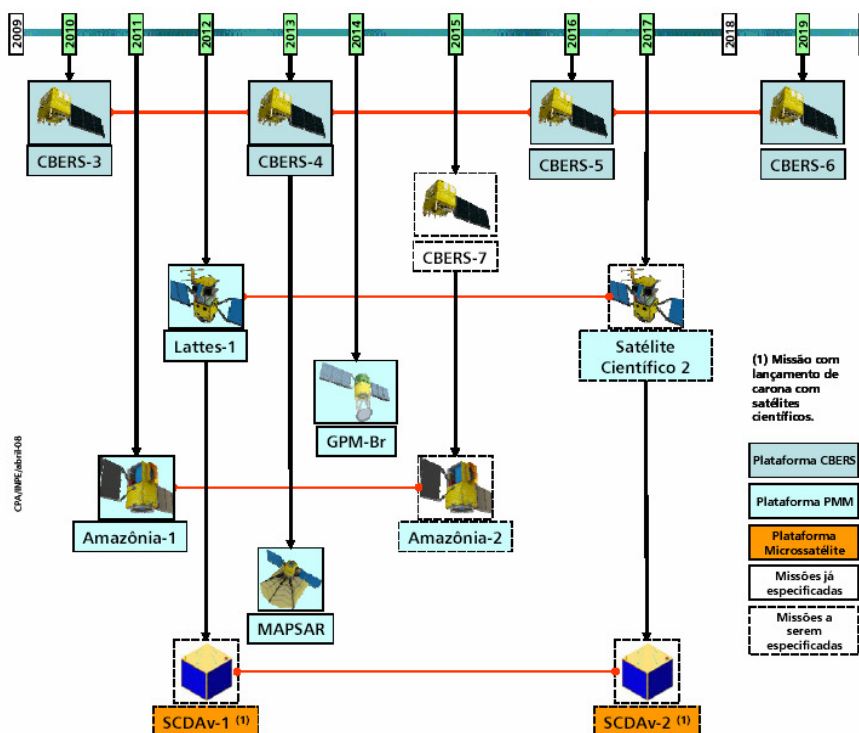 2009
2010
2011
2012
2013
2014
2015
2016
2017
2018
2019
CBERS-3
CBERS-4
CBERS-5
CBERS-6
CBERS-7
Lattes-1
Satélite
Científico 2
GPM-Br
Amazônia-1
Amazônia-2
MAPSAR
SCDAv-1 (1)
SCDAv-2 (1)
(1) Missão com
lançamento de
carona com
satélites
científicos.
Plataforma CBERS
Plataforma PMM
Plataforma
Microssatélite
Missões já
especificadas
Missões a
serem
especificadas
CPA/INPE/abril-08